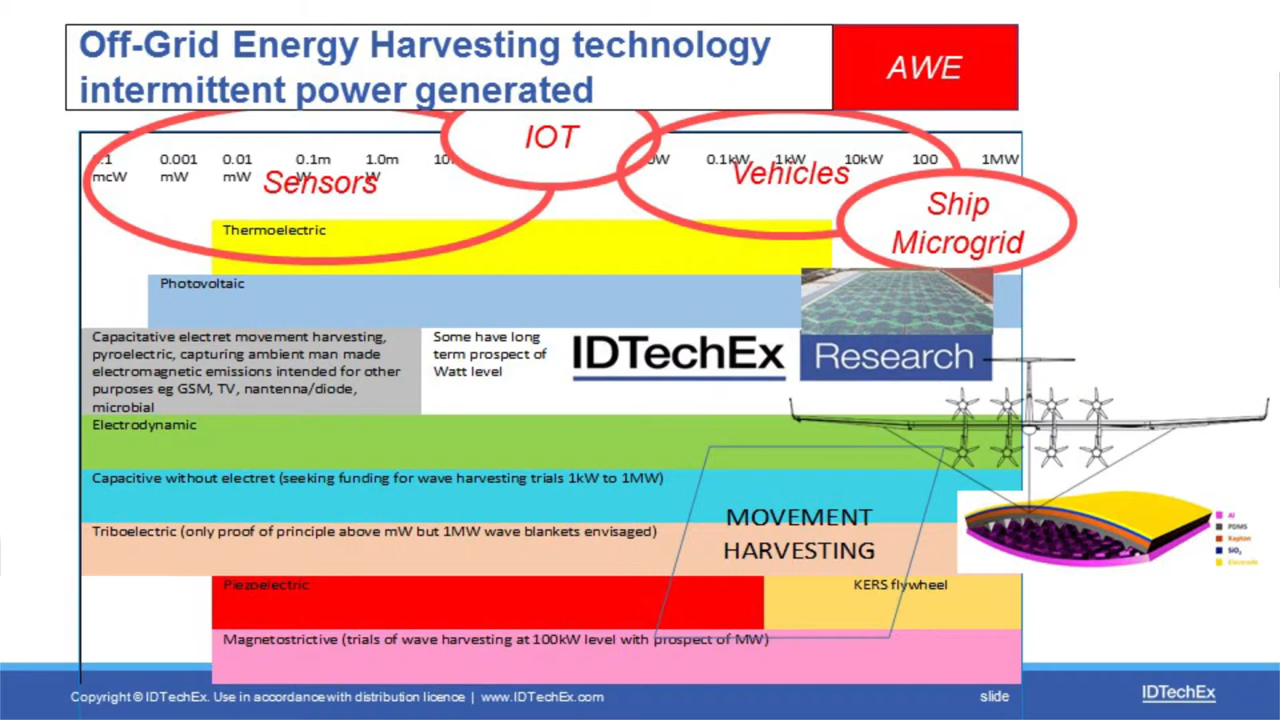 Off-Grid Energy Harvesting technology
intermittent power generated
AWE
IOT
0.001
mW
0.01
mW
0.1m
W
1.0m
W
0.1kW
1kW
10kW
100
1MW
mcW
Sensors
Vehicles
Ship
Microgrid
Thermoelectric
Photovoltaic
Capacitative electret movement harvesting,
pyroelectric, capturing ambient man made
electromagnetic emissions intended for other
purposes eg GSM, TV, nantenna/diode,
microbial
Some have long
term prospect of
Watt level
IDTechEx
Research
Electrodynamic
Capacitive without electret (seeking funding for wave harvesting trials 1kW to 1MW)
Triboelectric (only proof of principle above mW but 1MW wave blankets envisaged)
MOVEMENT
HARVESTING
Al
PDMS
Kapton
SiO₂
Electrode
Piezoelectric
KERS flywheel
Magnetostrictive (trials of wave harvesting at 100kW level with prospect of MW)
Copyright © IDTechEx. Use in accordance with distribution licence | www.IDTechEx.com
slide
IDTechEx